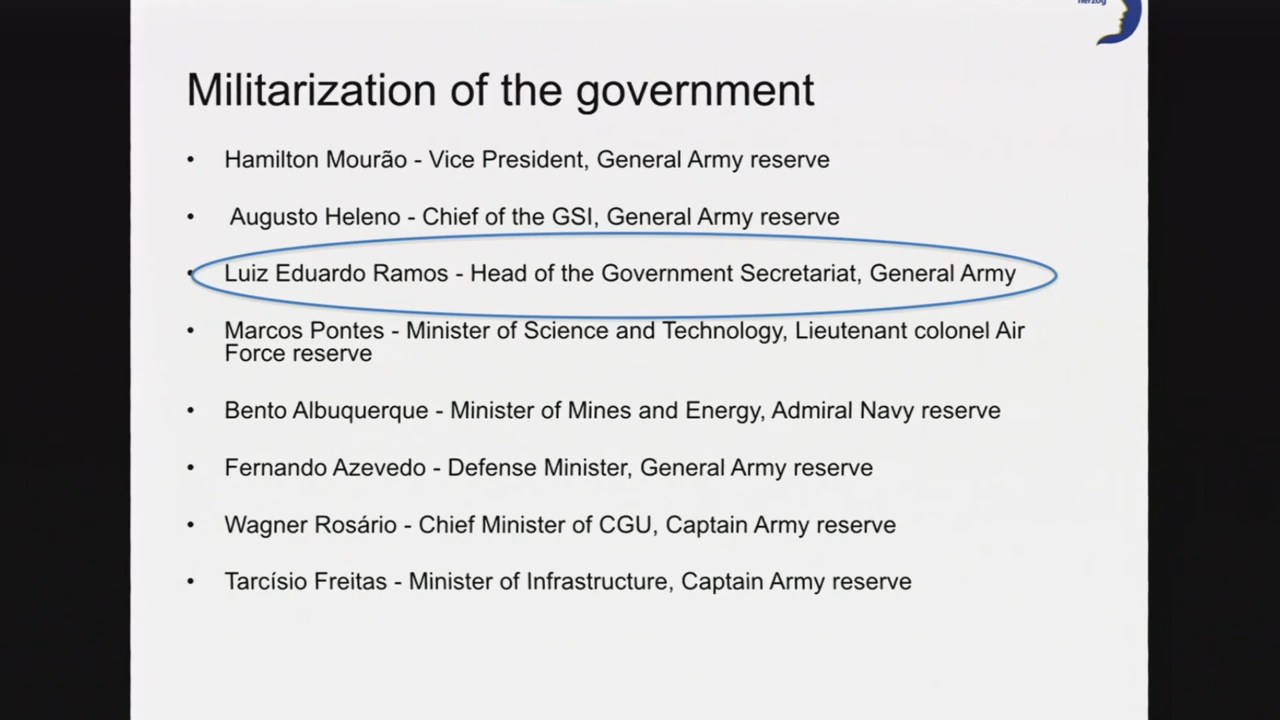 herzog
Militarization of the government
• Hamilton Mourão - Vice President, General Army reserve
• Augusto Heleno - Chief of the GSI, General Army reserve
• Luiz Eduardo Ramos - Head of the Government Secretariat, General Army
• Marcos Pontes - Minister of Science and Technology, Lieutenant colonel Air
Force reserve
• Bento Albuquerque - Minister of Mines and Energy, Admiral Navy reserve
• Fernando Azevedo - Defense Minister, General Army reserve
• Wagner Rosário - Chief Minister of CGU, Captain Army reserve
• Tarcísio Freitas - Minister of Infrastructure, Captain Army reserve